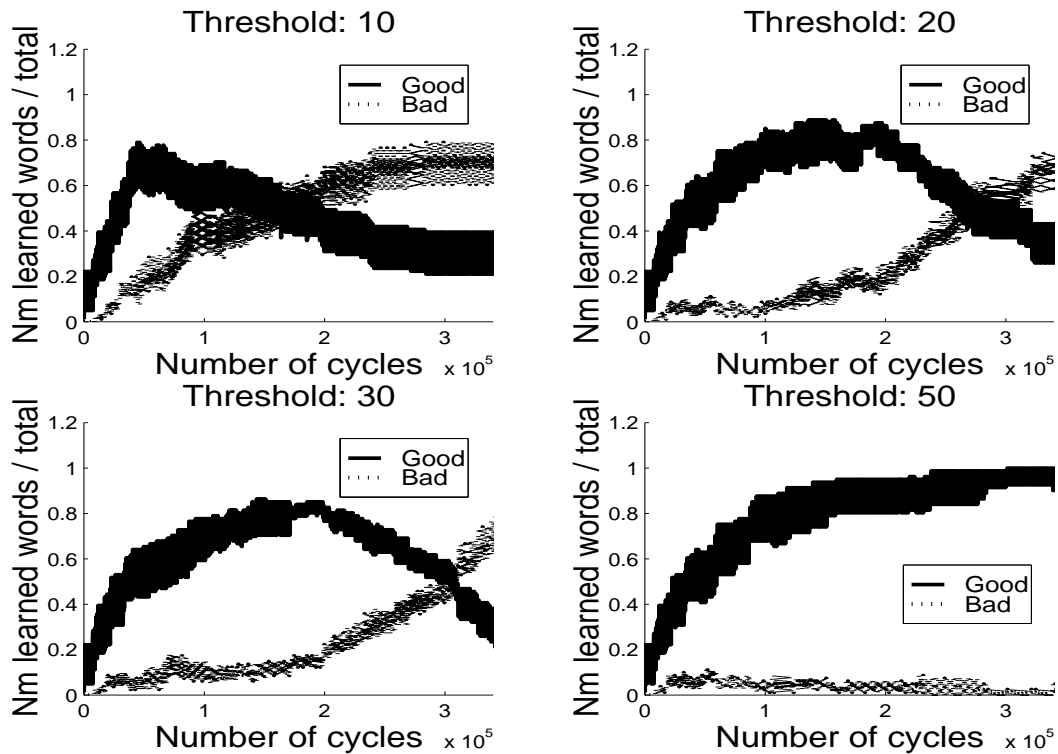 Threshold: 10
Nm learned words / total
1.2
1
0.8
0.6
0.4
0.2
0
Good
Bad
0 1 2 3
Number of cycles x 10^5
Threshold: 20
Nm learned words / total
1.2
1
0.8
0.6
0.4
0.2
0
Good
Bad
0 1 2 3
Number of cycles x 10^5
Threshold: 30
Nm learned words / total
1.2
1
0.8
0.6
0.4
0.2
0
Good
Bad
0 1 2 3
Number of cycles x 10^5
Threshold: 50
Nm learned words / total
1.2
1
0.8
0.6
0.4
0.2
0
Good
Bad
0 1 2 3
Number of cycles x 10^5